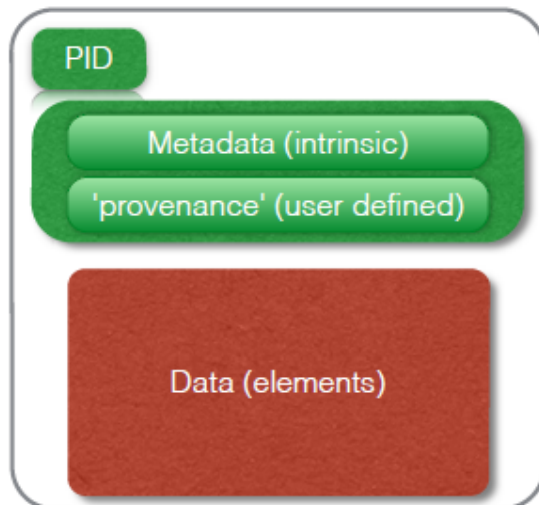 PID
Metadata (intrinsic)
'provenance' (user defined)
Data (elements)